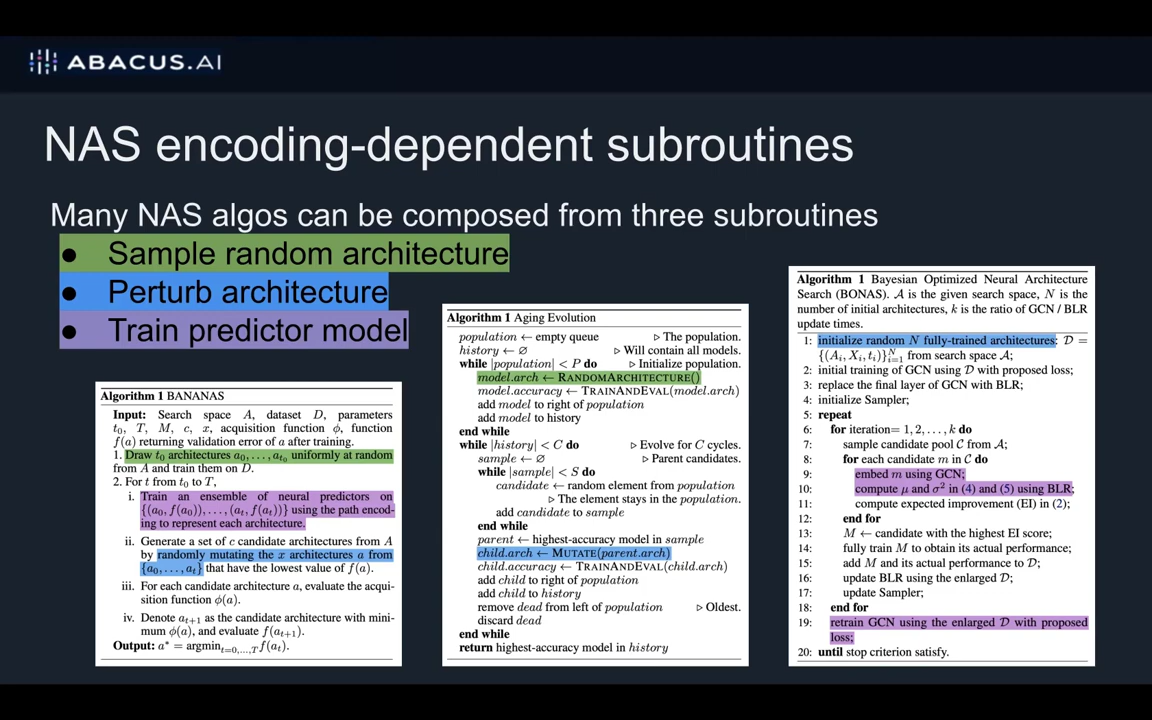 ABACUS.AI
NAS encoding-dependent subroutines
Many NAS algos can be composed from three subroutines
● Sample random architecture
● Perturb architecture
● Train predictor model
Algorithm 1 BANANAS
Input: Search space A, dataset D, parameters
t₀, T, M, c, x, acquisition function ϕ, function
f(a) returning validation error of a after training.
1. Draw t₀ architectures a₀, . . . , a_{t₀} uniformly at random
from A and train them on D.
2. For t from t₀ to T,
i. Train an ensemble of neural predictors on
{(a₀, f(a₀)), . . . , (aₜ, f(aₜ))} using the path encod-
ing to represent each architecture.
ii. Generate a set of c candidate architectures from A
by randomly mutating the x architectures a from
{a₀, . . . , aₜ} that have the lowest value of f(a).
iii. For each candidate architecture a, evaluate the acqui-
sition function ϕ(a).
iv. Denote aₜ₊₁ as the candidate architecture with mini-
mum ϕ(a), and evaluate f(aₜ₊₁).
Output: a* = argmin_{t=0,...,T} f(aₜ).
Algorithm 1 Aging Evolution
population ← empty queue ▷ The population.
history ← ∅ ▷ Will contain all models.
while |population| < P do ▷ Initialize population.
model.arch ← RANDOMARCHITECTURE()
model.accuracy ← TRAINANDEVAL(model.arch)
add model to right of population
add model to history
end while
while |history| < C do ▷ Evolve for C cycles.
sample ← ∅ ▷ Parent candidates.
while |sample| < S do
candidate ← random element from population
▷ The element stays in the population.
add candidate to sample
end while
parent ← highest-accuracy model in sample
child.arch ← MUTATE(parent.arch)
child.accuracy ← TRAINANDEVAL(child.arch)
add child to right of population
add child to history
remove dead from left of population ▷ Oldest.
discard dead
end while
return highest-accuracy model in history
Algorithm 1 Bayesian Optimized Neural Architecture
Search (BONAS). 𝒜 is the given search space, N is the
number of initial architectures, k is the ratio of GCN / BLR
update times.
1: initialize random N fully-trained architectures: 𝒟 =
{(Aᵢ, Xᵢ, tᵢ)}ᵢ₌₁ᴺ from search space 𝒜;
2: initial training of GCN using 𝒟 with proposed loss;
3: replace the final layer of GCN with BLR;
4: initialize Sampler;
5: repeat
6: for iteration= 1, 2, . . . , k do
7: sample candidate pool 𝒞 from 𝒜;
8: for each candidate m in 𝒞 do
9: embed m using GCN;
10: compute μ and σ² in (4) and (5) using BLR;
11: compute expected improvement (EI) in (2);
12: end for
13: M ← candidate with the highest EI score;
14: fully train M to obtain its actual performance;
15: add M and its actual performance to 𝒟;
16: update BLR using the enlarged 𝒟;
17: update Sampler;
18: end for
19: retrain GCN using the enlarged 𝒟 with proposed
loss;
20: until stop criterion satisfy.